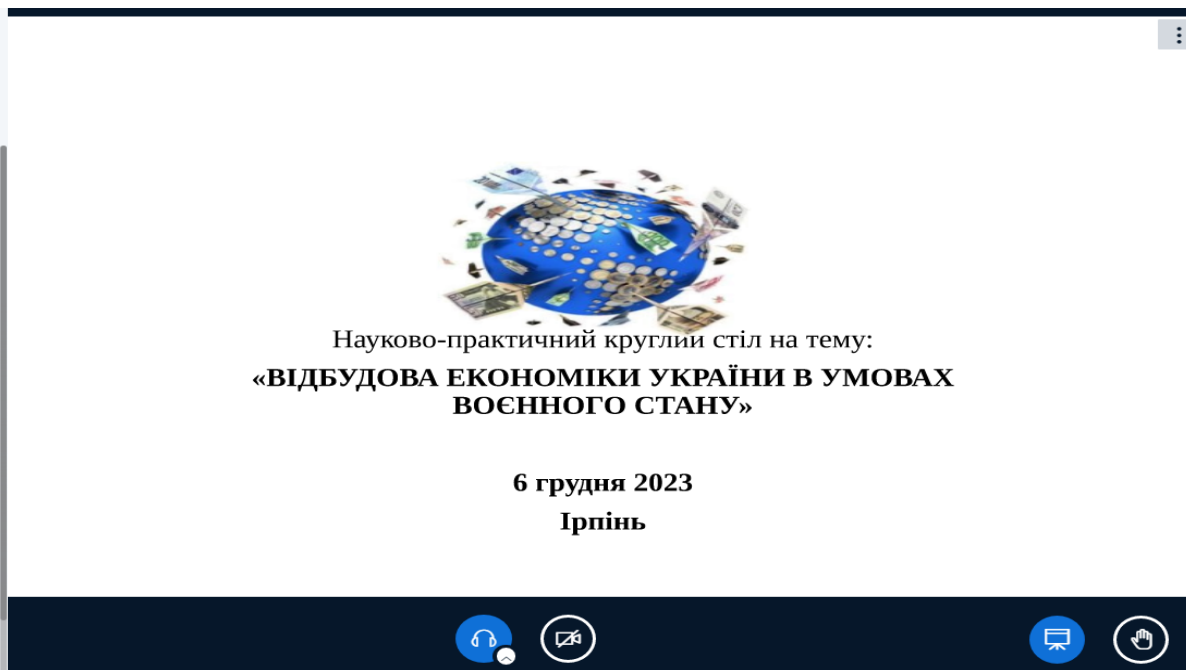 Науково-практичний круглий стіл на тему:
«ВІДБУДОВА ЕКОНОМІКИ УКРАЇНИ В УМОВАХ
ВОЄННОГО СТАНУ»
6 грудня 2023
Ірпінь